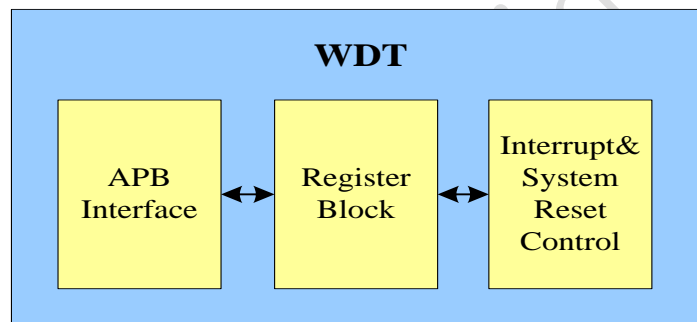 WDT
APB
Interface
Register
Block
Interrupt&
System
Reset
Control